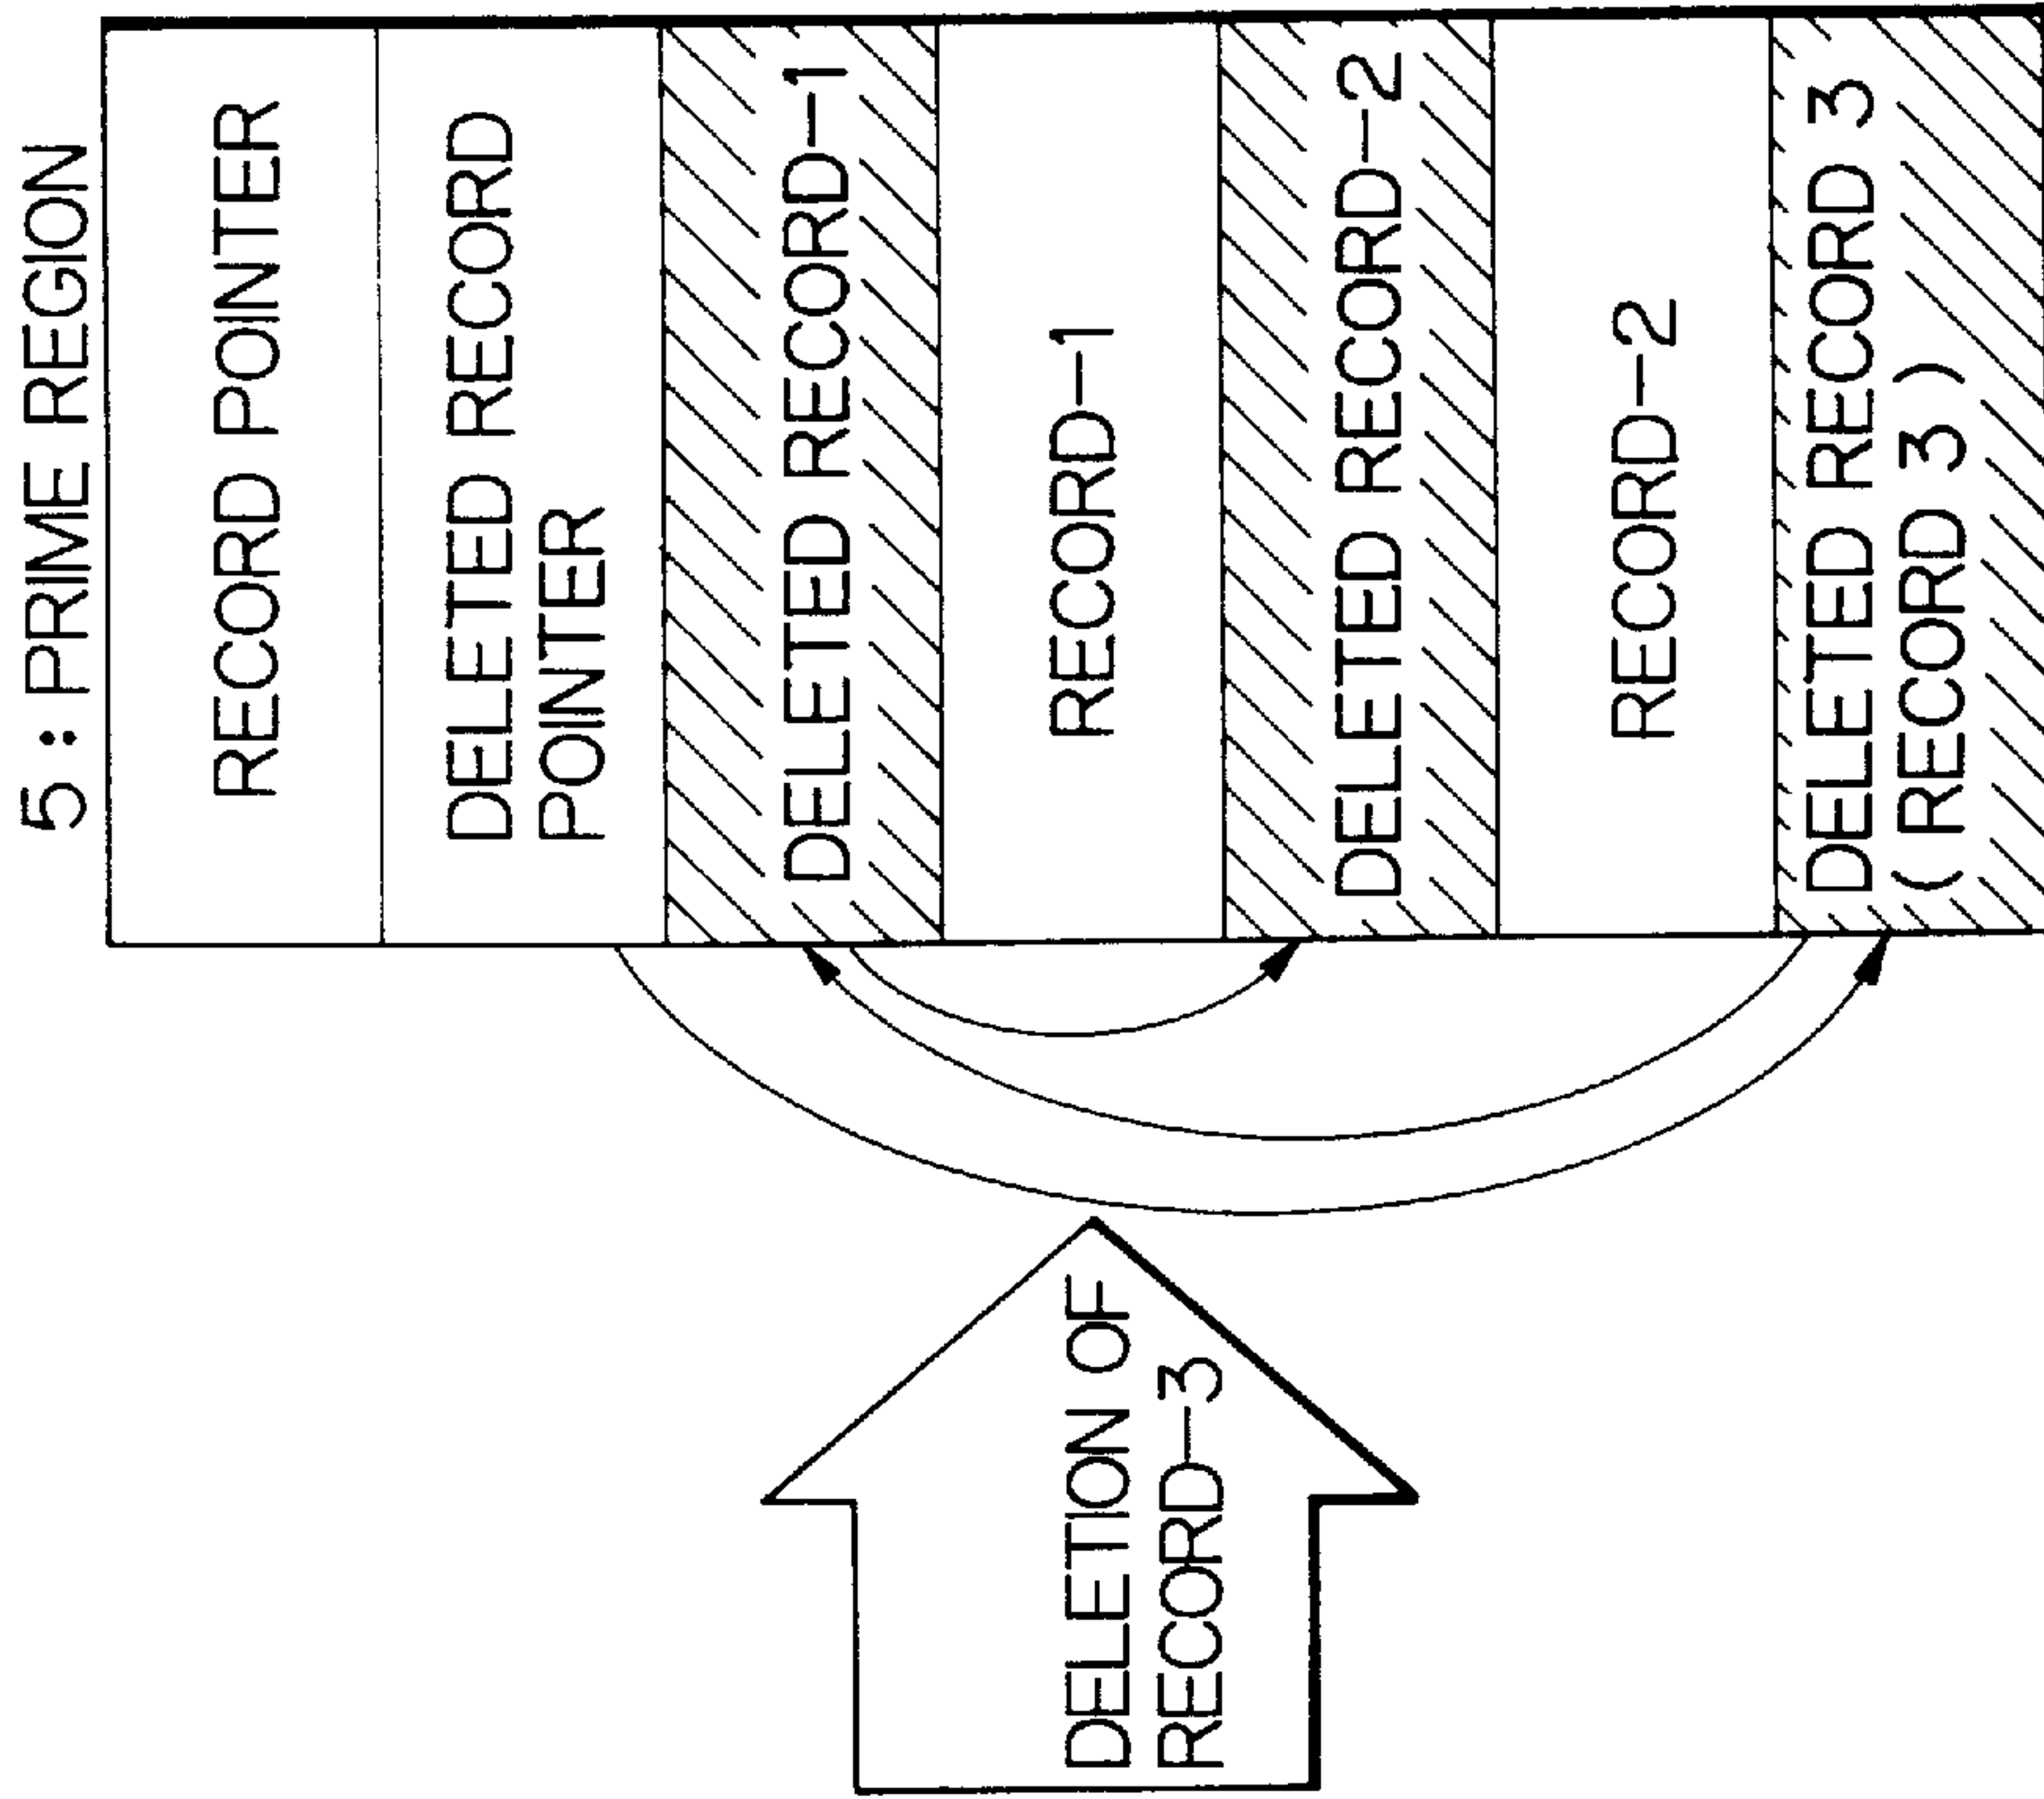 5 : PRIME REGION
RECORD POINTER
DELETED RECORD
POINTER
DELETED RECORD-1
RECORD-1
DELETED RECORD-2
RECORD-2
DELETED RECORD 3
( RECORD 3 )
DELETION OF
RECORD-3